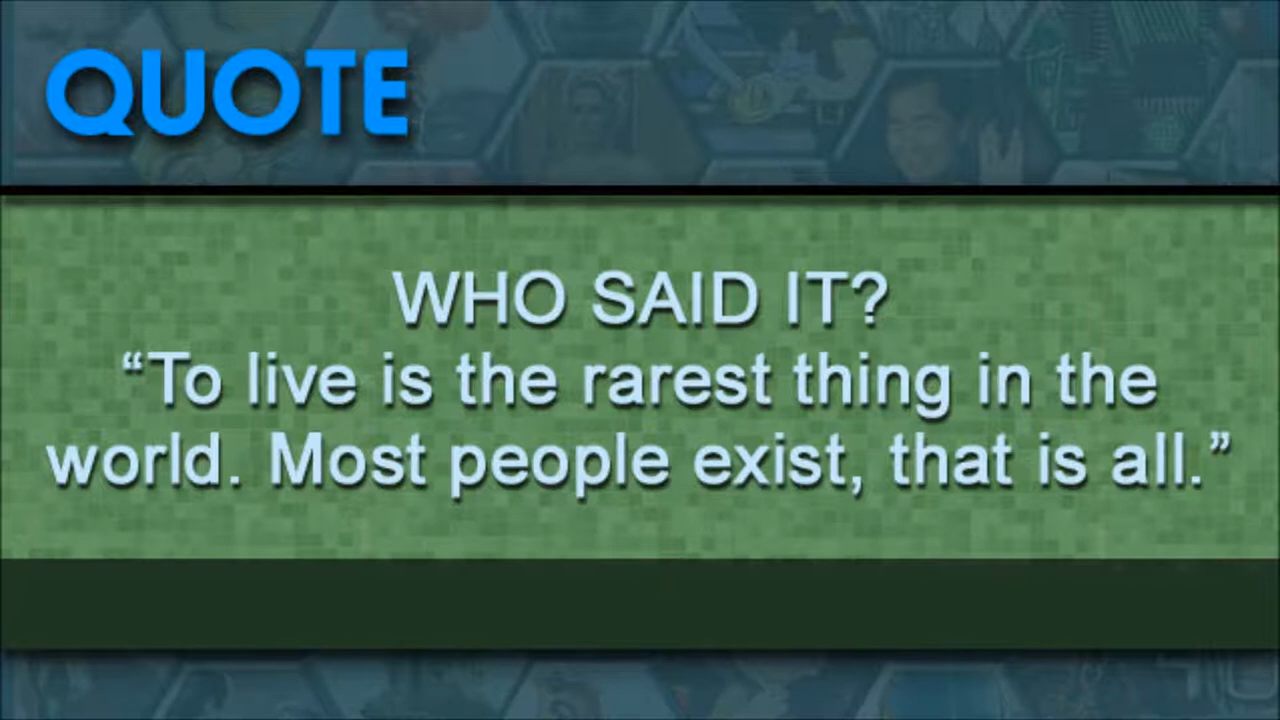 QUOTE
WHO SAID IT?
“To live is the rarest thing in the
world. Most people exist, that is all.”